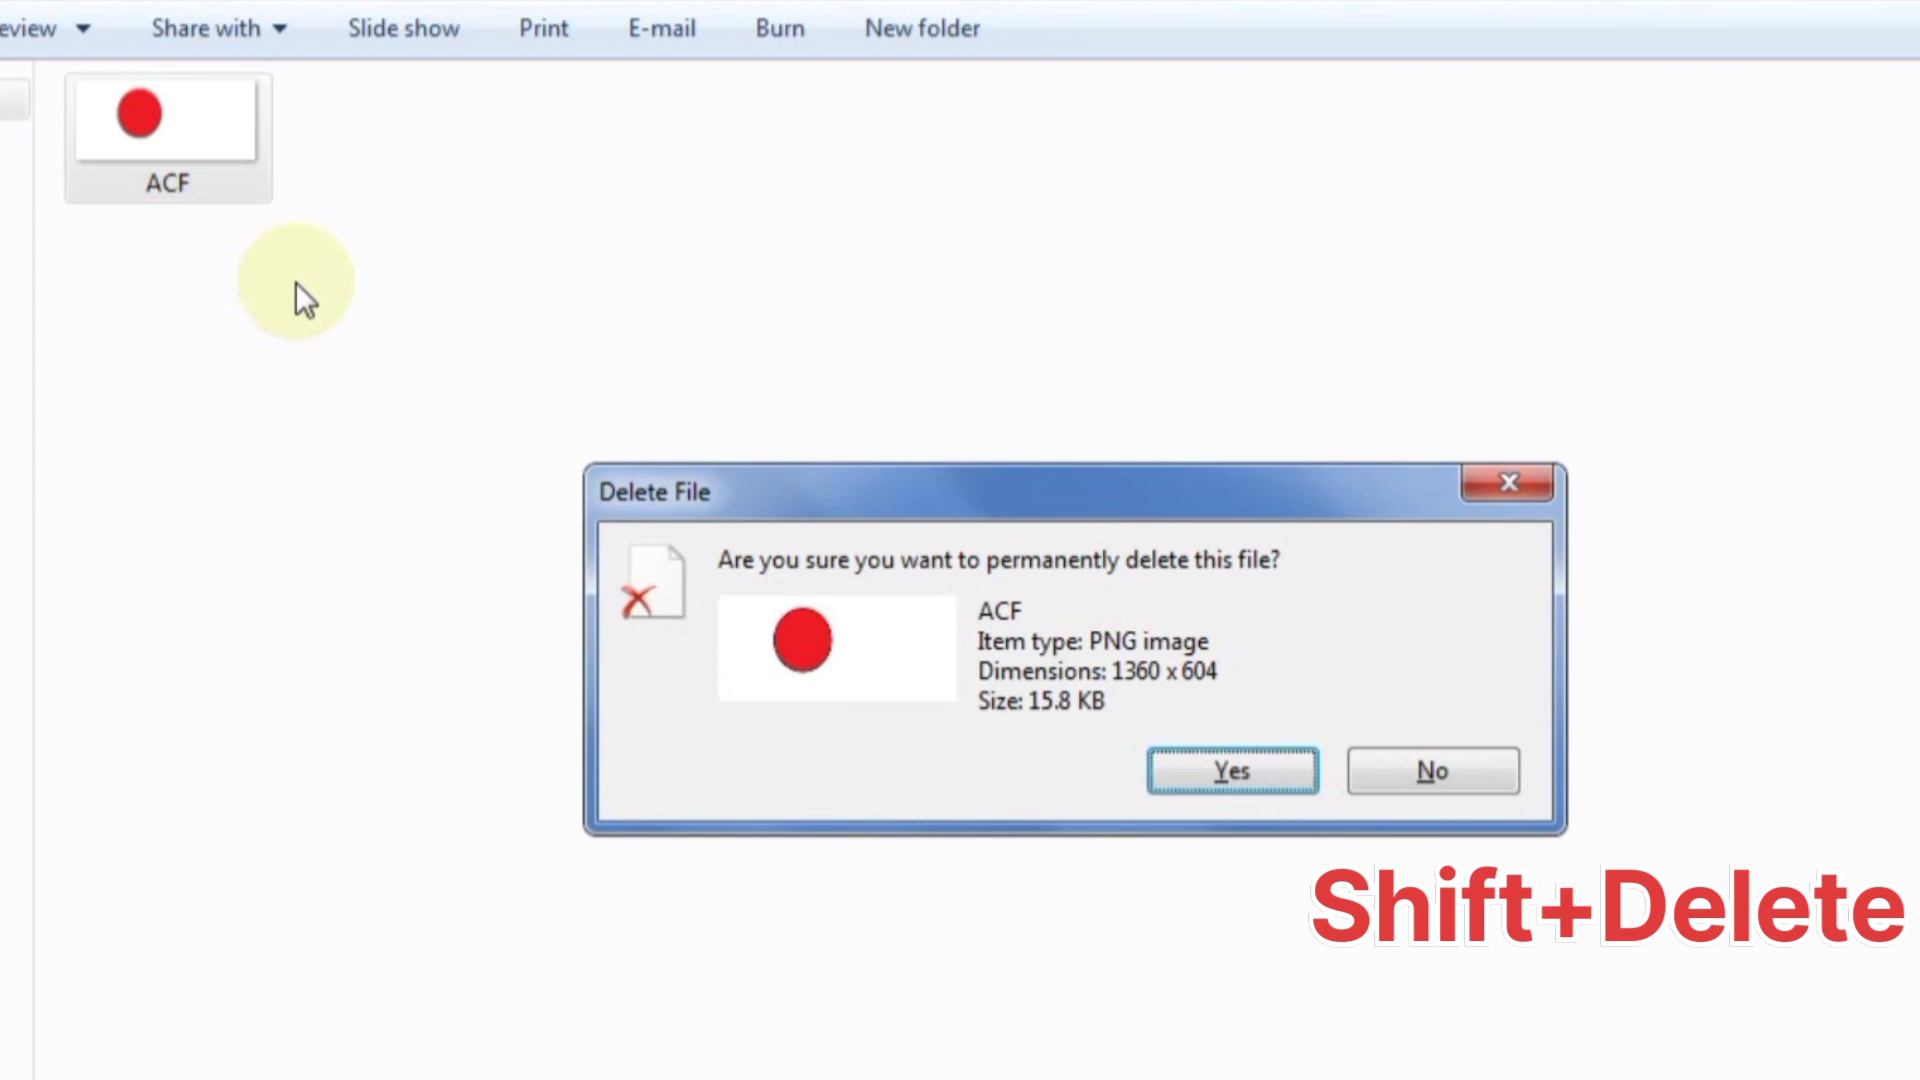 eview Share with Slide show Print E-mail Burn New folder
ACF
Delete File
Are you sure you want to permanently delete this file?
ACF
Item type: PNG image
Dimensions: 1360 x 604
Size: 15.8 KB
Yes No
Shift+Delete